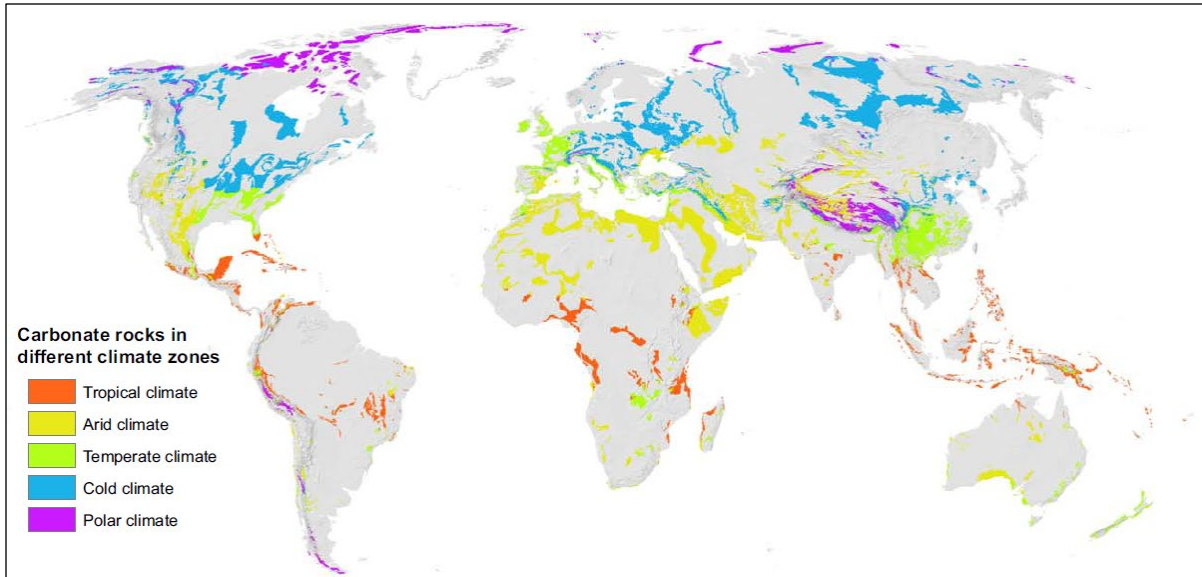 Carbonate rocks in
different climate zones
Tropical climate
Arid climate
Temperate climate
Cold climate
Polar climate